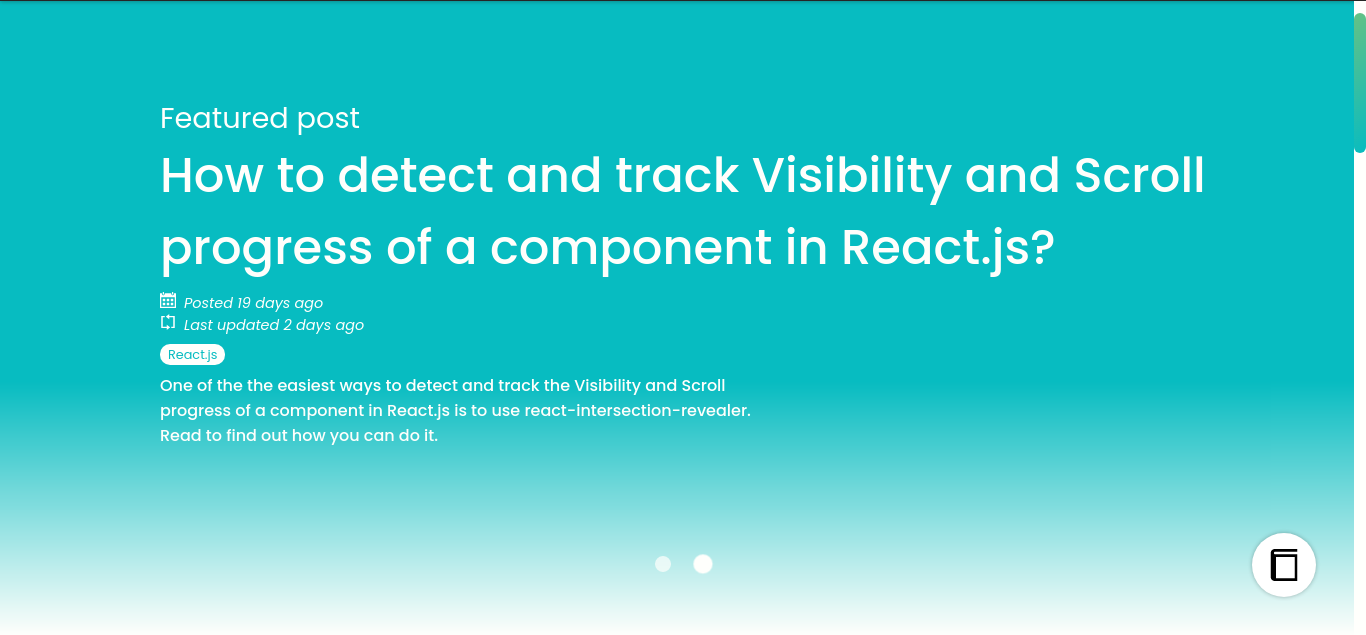 Featured post
How to detect and track Visibility and Scroll
progress of a component in React.js?
Posted 19 days ago
Last updated 2 days ago
React.js
One of the the easiest ways to detect and track the Visibility and Scroll
progress of a component in React.js is to use react-intersection-revealer.
Read to find out how you can do it.